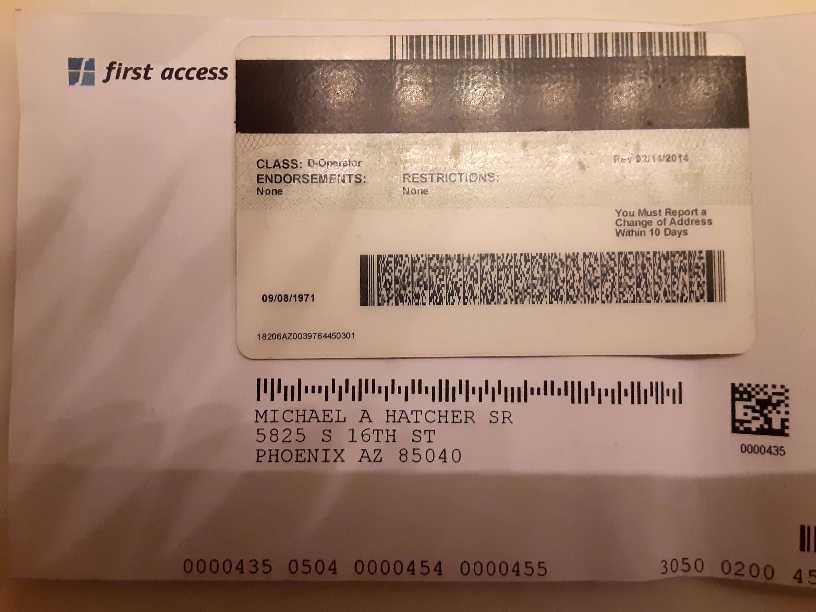 first access
CLASS: D-Operator
ENDORSEMENTS:
None
RESTRICTIONS:
None
Rev 02/14/2014
You Must Report a
Change of Address
Within 10 Days
09/08/1971
18206AZ0039764450301
MICHAEL A HATCHER SR
5825 S 16TH ST
PHOENIX AZ 85040
0000435
0000435 0504 0000454 0000455
3050 0200 45